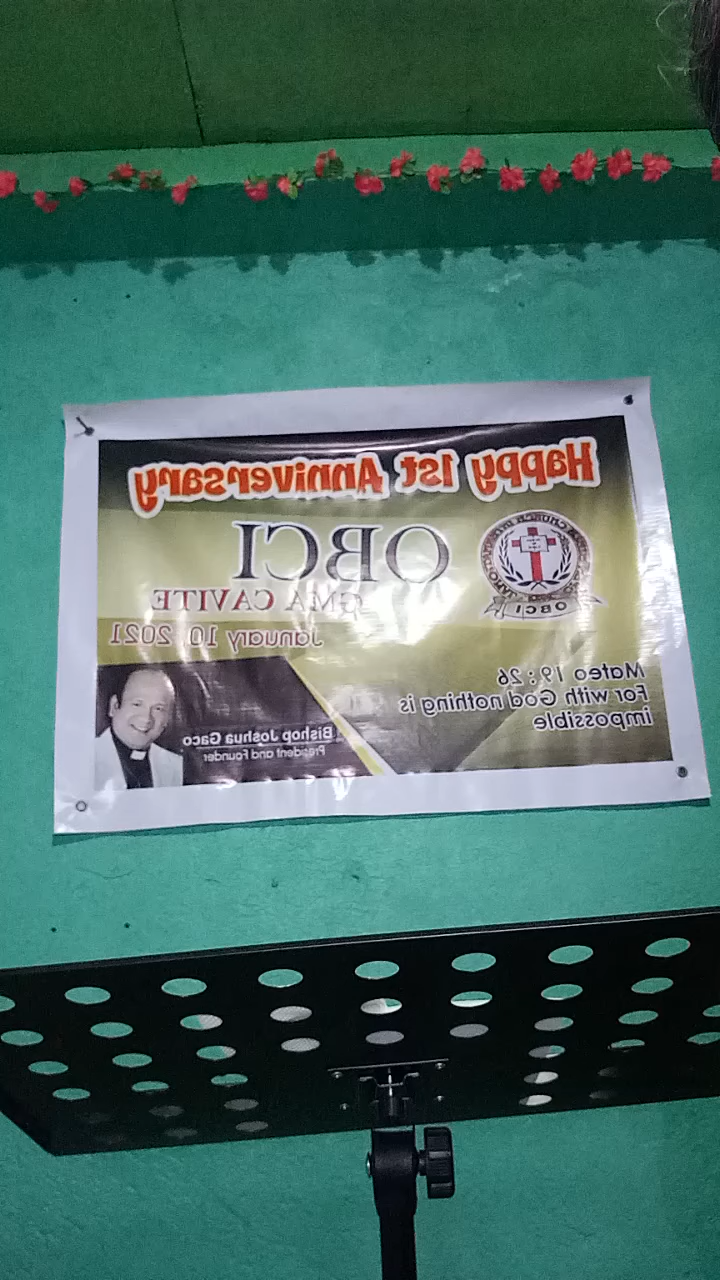 Happy 1st Anniversary
OBCI
GMA CAVITE
January 10, 2021
OBCI
Mateo 19:26
For with God nothing is
impossible
Bishop Joshua Gaco
President and Founder